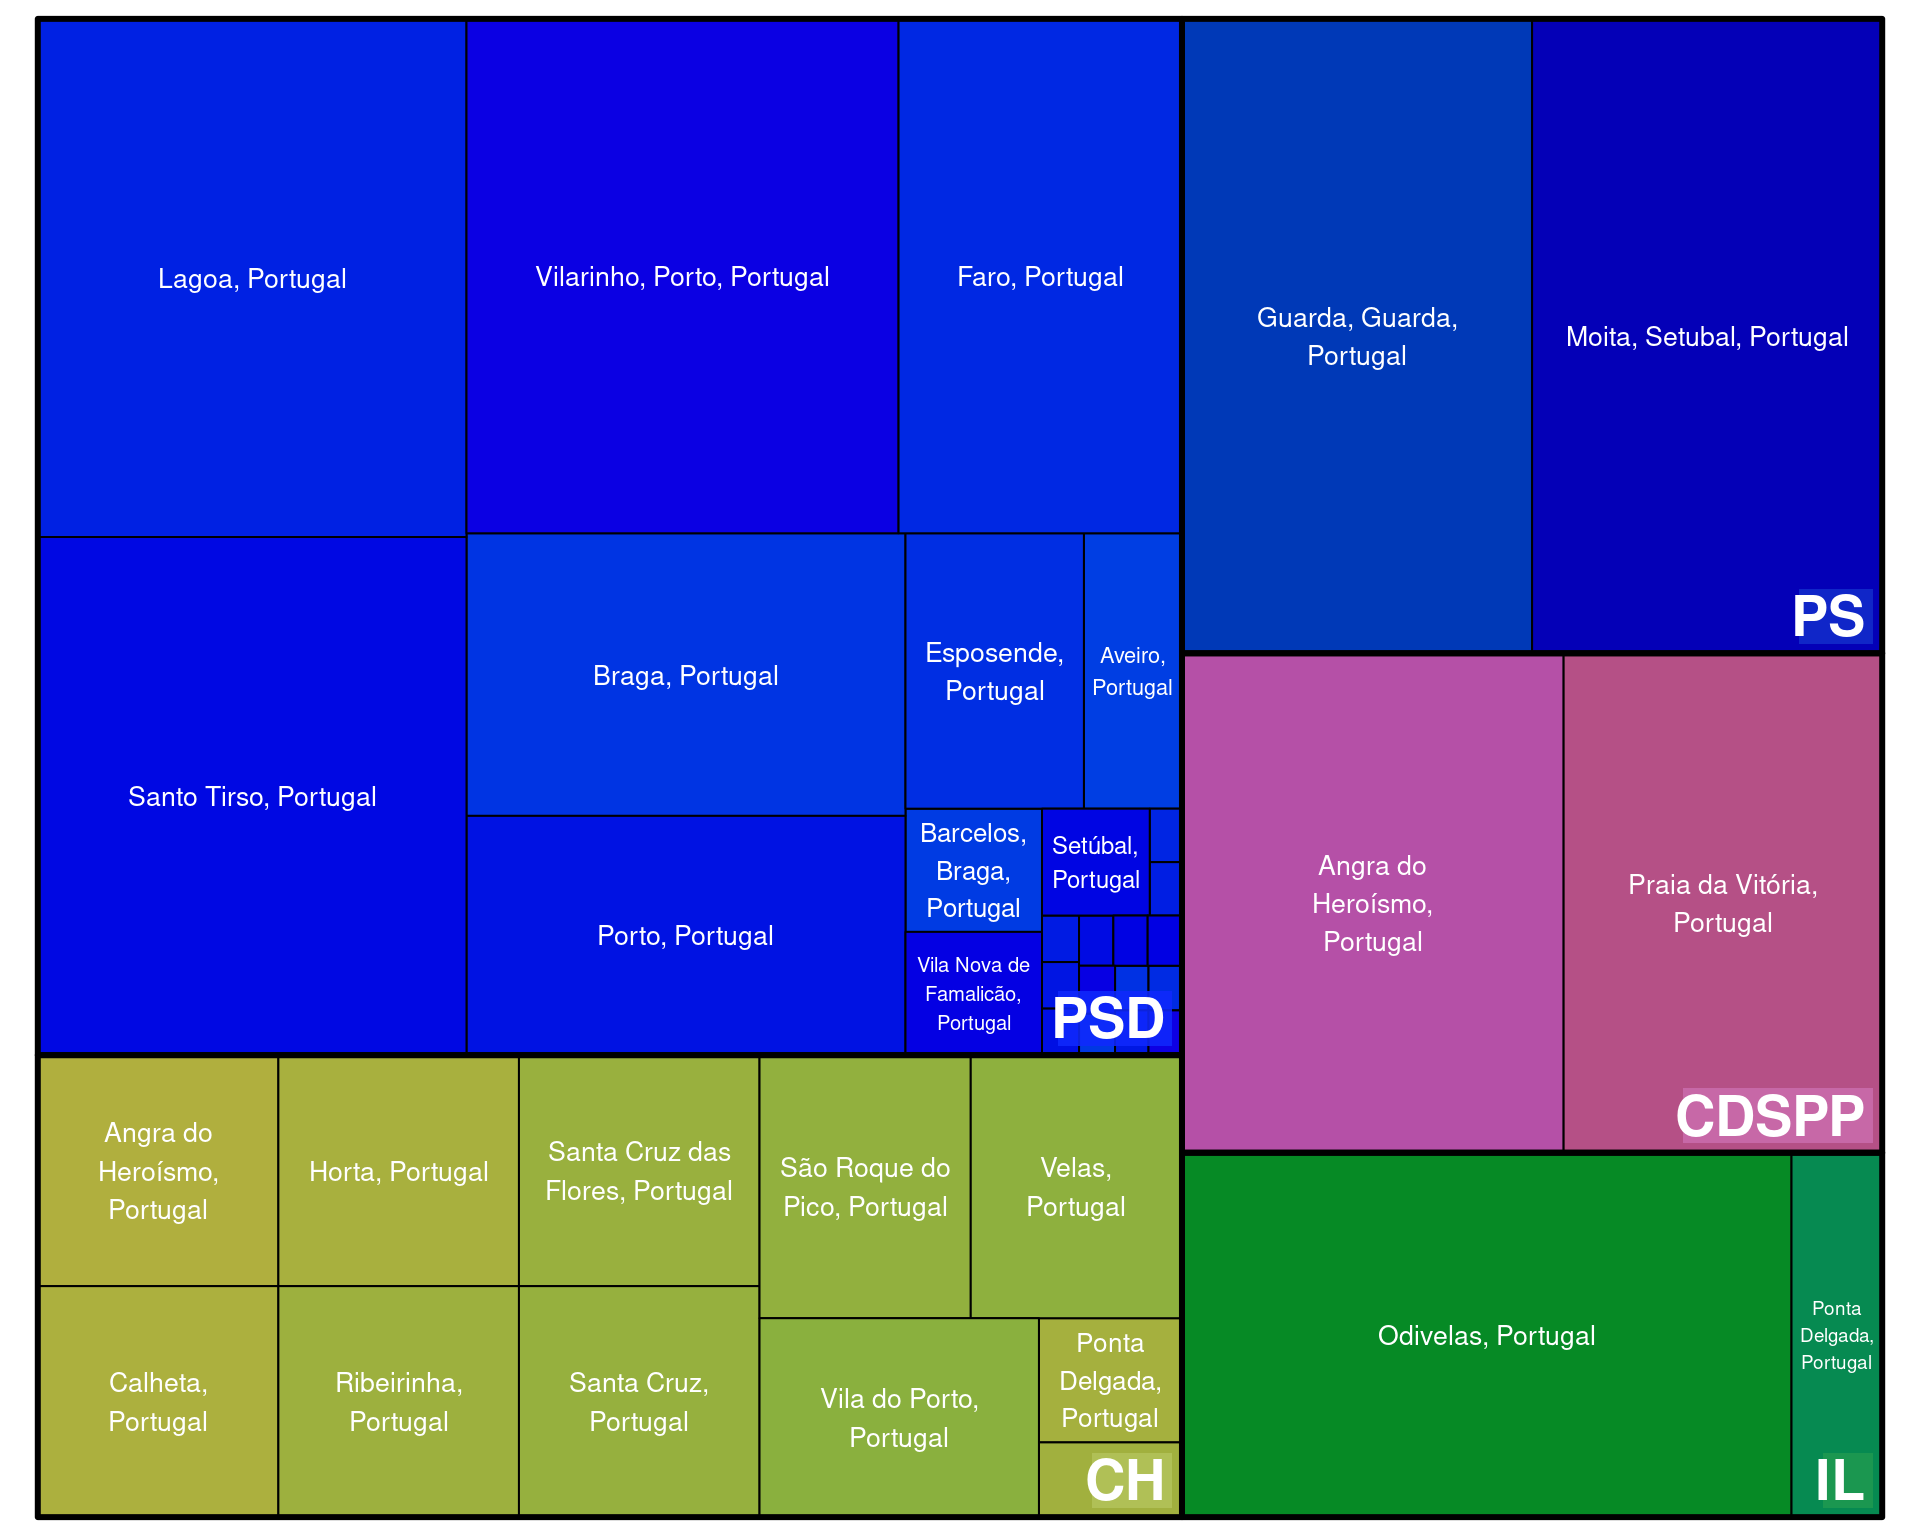 Lagoa, Portugal
Vilarinho, Porto, Portugal
Faro, Portugal
Santo Tirso, Portugal
Braga, Portugal
Esposende,
Portugal
Aveiro,
Portugal
Porto, Portugal
Barcelos,
Braga,
Portugal
Setúbal,
Portugal
Vila Nova de
Famalicão,
Portugal
PSD
Guarda, Guarda,
Portugal
Moita, Setubal, Portugal
PS
Angra do
Heroísmo,
Portugal
Praia da Vitória,
Portugal
CDSPP
Angra do
Heroísmo,
Portugal
Horta, Portugal
Santa Cruz das
Flores, Portugal
São Roque do
Pico, Portugal
Velas,
Portugal
Calheta,
Portugal
Ribeirinha,
Portugal
Santa Cruz,
Portugal
Vila do Porto,
Portugal
Ponta
Delgada,
Portugal
CH
Odivelas, Portugal
Ponta
Delgada,
Portugal
IL